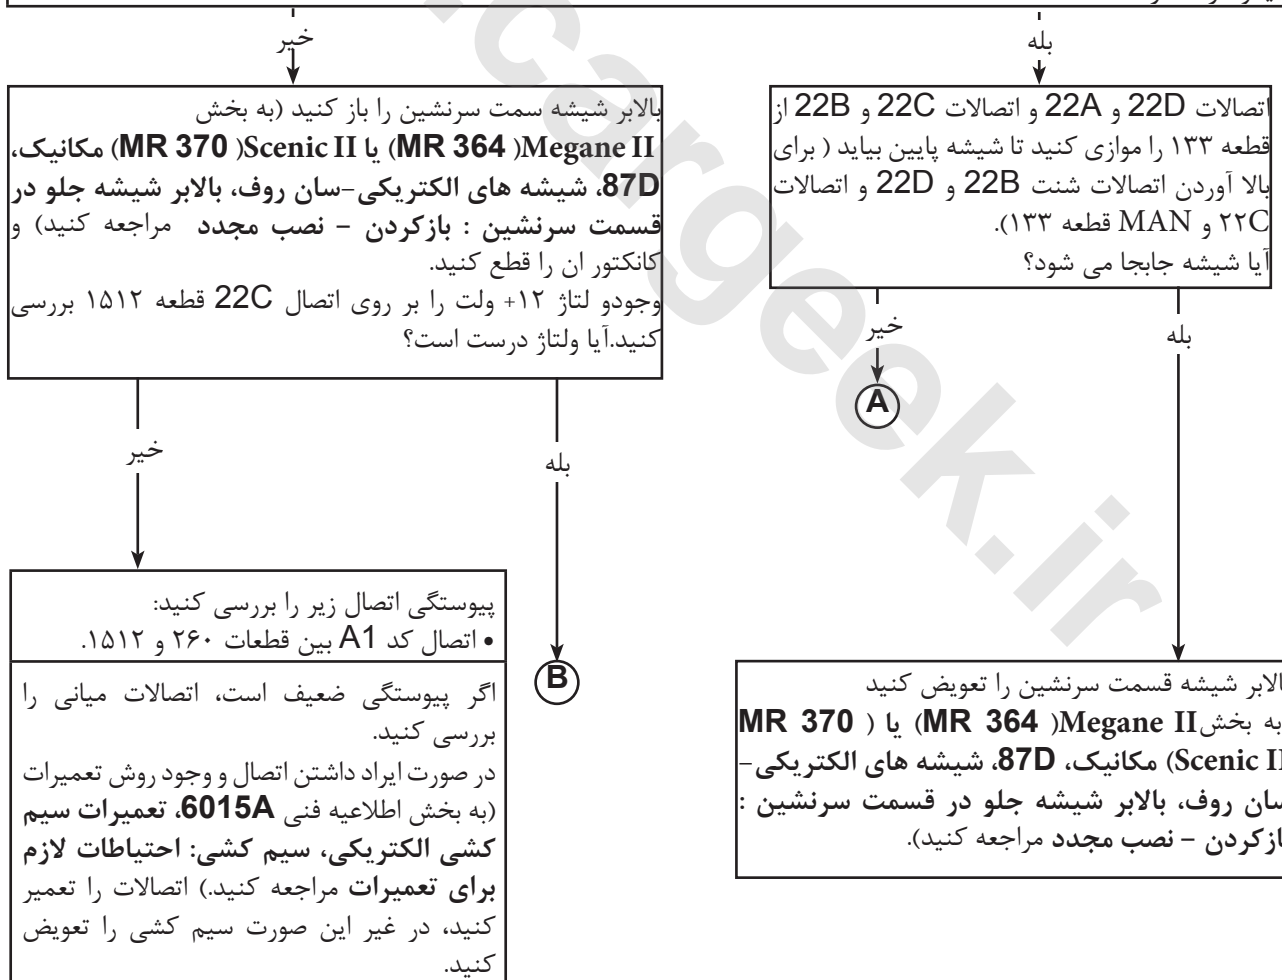 بله
خیر
اتصالات 22D و 22A و اتصالات 22C و 22B از
قطعه ۱۳۳ را موازی کنید تا شیشه پایین بیاید ( برای
بالا آوردن اتصالات شنت 22B و 22D و اتصالات
۲۲C و MAN قطعه ۱۳۳).
آیا شیشه جابجا می شود؟
بالابر شیشه سمت سرنشین را باز کنید (به بخش
Megane II( MR 364) یا Scenic II( MR 370) مکانیک،
87D، شیشه های الکتریکی-سان روف، بالابر شیشه جلو در
قسمت سرنشین : بازکردن – نصب مجدد مراجعه کنید) و
کانکتور ان را قطع کنید.
وجودو لتاژ ۱۲+ ولت را بر روی اتصال 22C قطعه ۱۵۱۲ بررسی
کنید.آیا ولتاژ درست است؟
خیر
بله
A
بله
خیر
B
بالابر شیشه قسمت سرنشین را تعویض کنید
به بخشMegane II( MR 364) یا ( MR 370
Scenic II) مکانیک، 87D، شیشه های الکتریکی-
سان روف، بالابر شیشه جلو در قسمت سرنشین :
بازکردن – نصب مجدد مراجعه کنید).
پیوستگی اتصال زیر را بررسی کنید:
• اتصال کد A1 بین قطعات ۲۶۰ و ۱۵۱۲.
اگر پیوستگی ضعیف است، اتصالات میانی را
بررسی کنید.
در صورت ایراد داشتن اتصال و وجود روش تعمیرات
(به بخش اطلاعیه فنی 6015A، تعمیرات سیم
کشی الکتریکی، سیم کشی: احتیاطات لازم
برای تعمیرات مراجعه کنید.) اتصالات را تعمیر
کنید، در غیر این صورت سیم کشی را تعویض
کنید.
.cargeek.ir